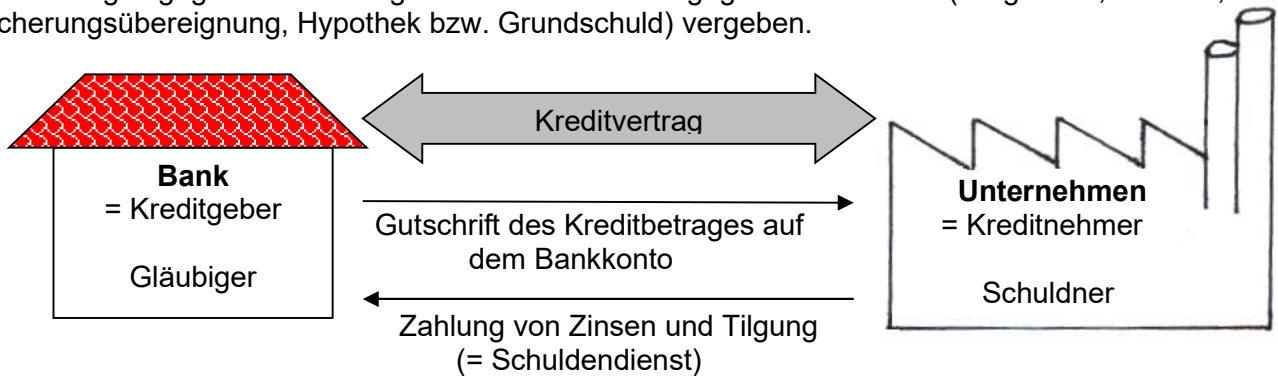 cherungsübereignung, Hypothek bzw. Grundschuld) vergeben.
Kreditvertrag
Bank
= Kreditgeber
Gläubiger
Gutschrift des Kreditbetrages auf
dem Bankkonto
Zahlung von Zinsen und Tilgung
(= Schuldendienst)
Unternehmen
= Kreditnehmer
Schuldner